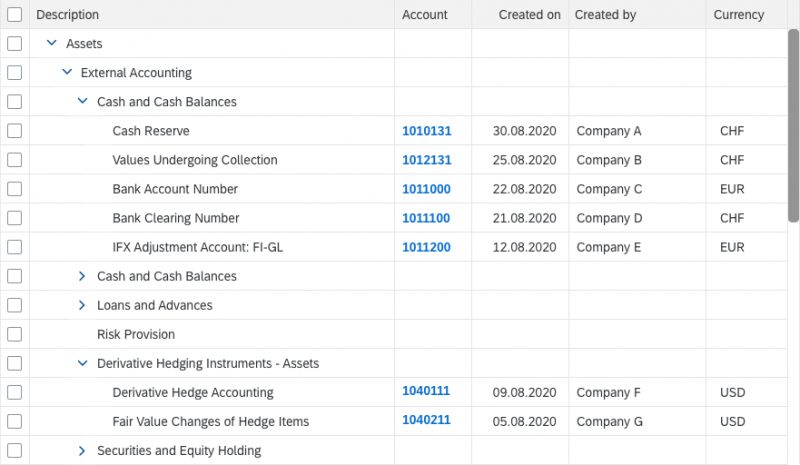 Description Account Created on Created by Currency
Assets
External Accounting
Cash and Cash Balances
Cash Reserve 1010131 30.08.2020 Company A CHF
Values Undergoing Collection 1012131 25.08.2020 Company B CHF
Bank Account Number 1011000 22.08.2020 Company C EUR
Bank Clearing Number 1011100 21.08.2020 Company D CHF
IFX Adjustment Account: FI-GL 1011200 12.08.2020 Company E EUR
Cash and Cash Balances
Loans and Advances
Risk Provision
Derivative Hedging Instruments - Assets
Derivative Hedge Accounting 1040111 09.08.2020 Company F USD
Fair Value Changes of Hedge Items 1040211 05.08.2020 Company G USD
Securities and Equity Holding